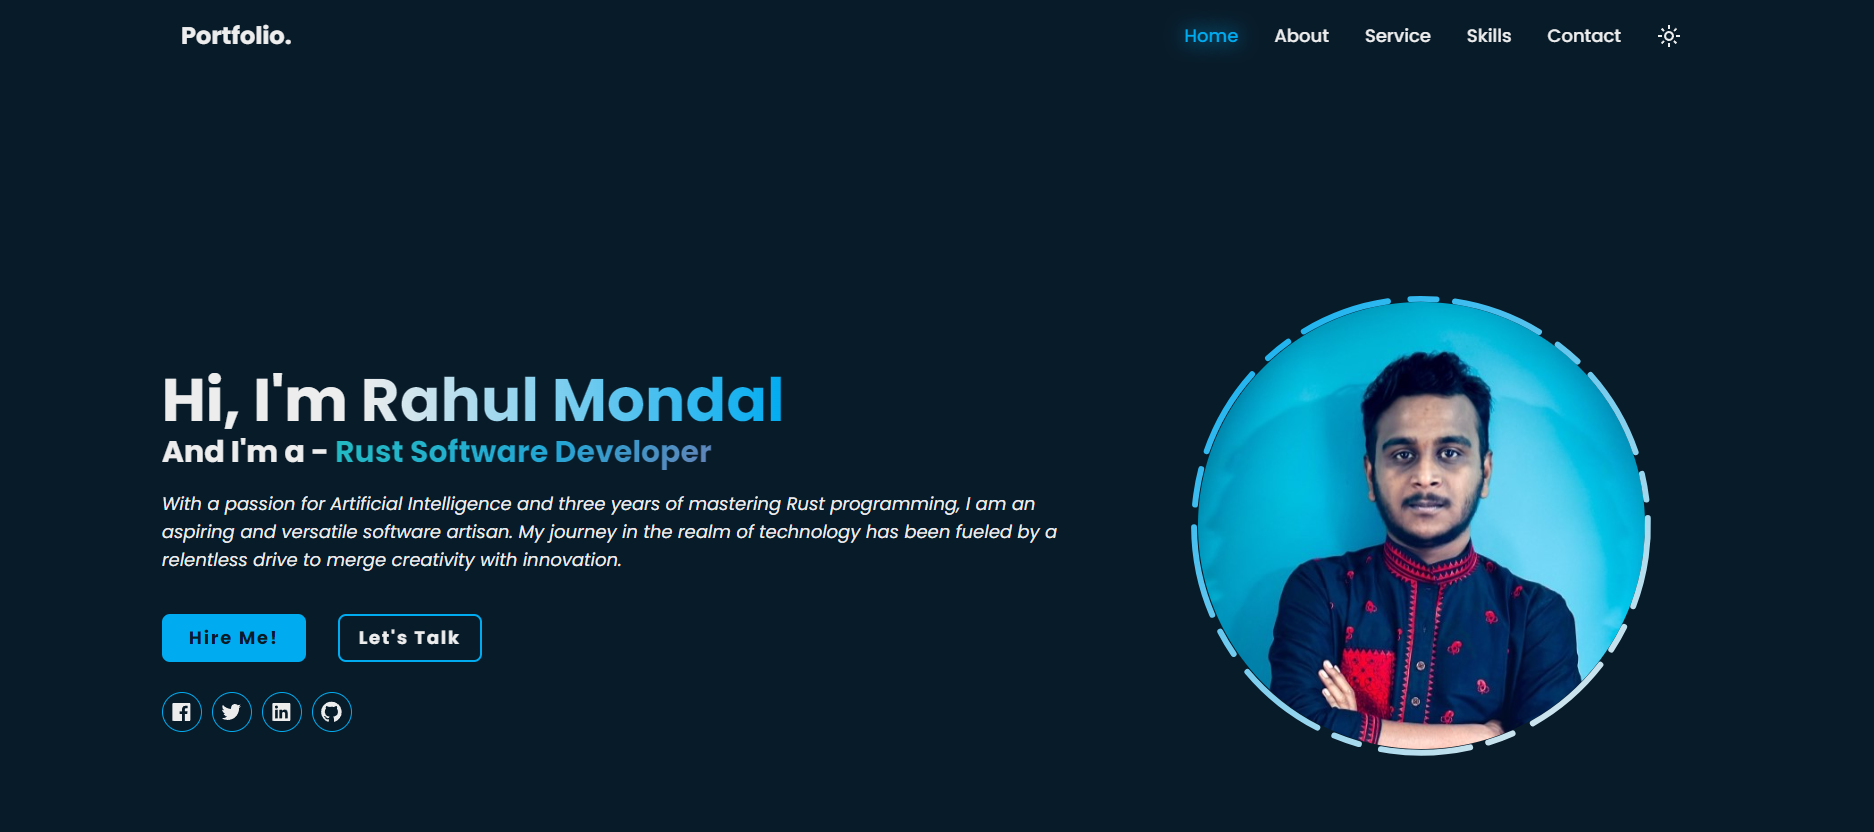 Portfolio.
Home
About
Service
Skills
Contact
Hi, I'm Rahul Mondal
And I'm a - Rust Software Developer
With a passion for Artificial Intelligence and three years of mastering Rust programming, I am an
aspiring and versatile software artisan. My journey in the realm of technology has been fueled by a
relentless drive to merge creativity with innovation.
Hire Me!
Let's Talk